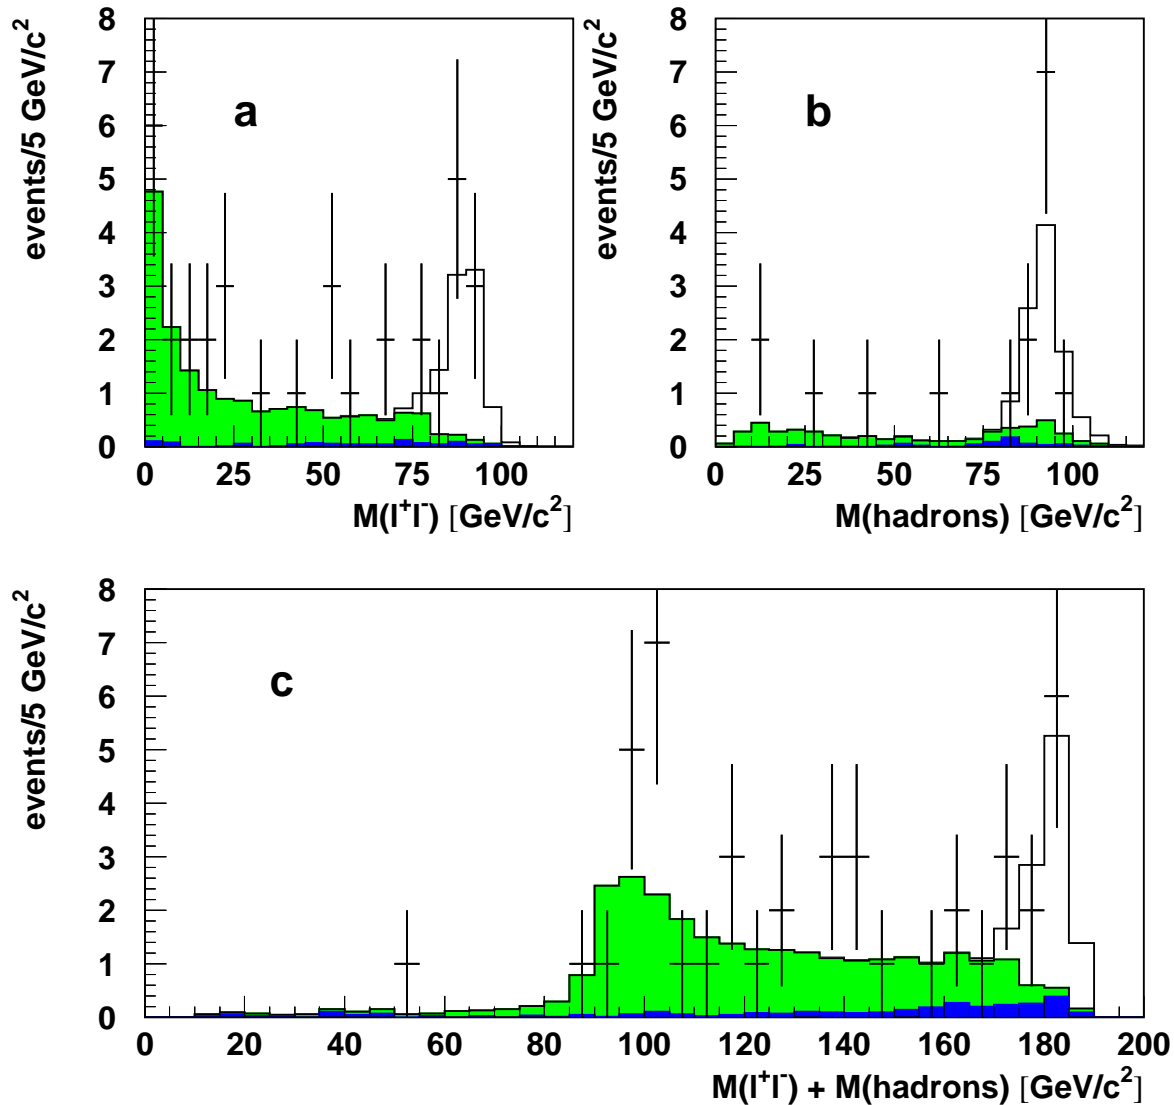 events/5 GeV/c²
8
7
6
5
4
3
2
1
0
a
0 25 50 75 100
M(l⁺l⁻) [GeV/c²]
events/5 GeV/c²
8
7
6
5
4
3
2
1
0
b
0 25 50 75 100
M(hadrons) [GeV/c²]
events/5 GeV/c²
8
7
6
5
4
3
2
1
0
c
0 20 40 60 80 100 120 140 160 180 200
M(l⁺l⁻) + M(hadrons) [GeV/c²]